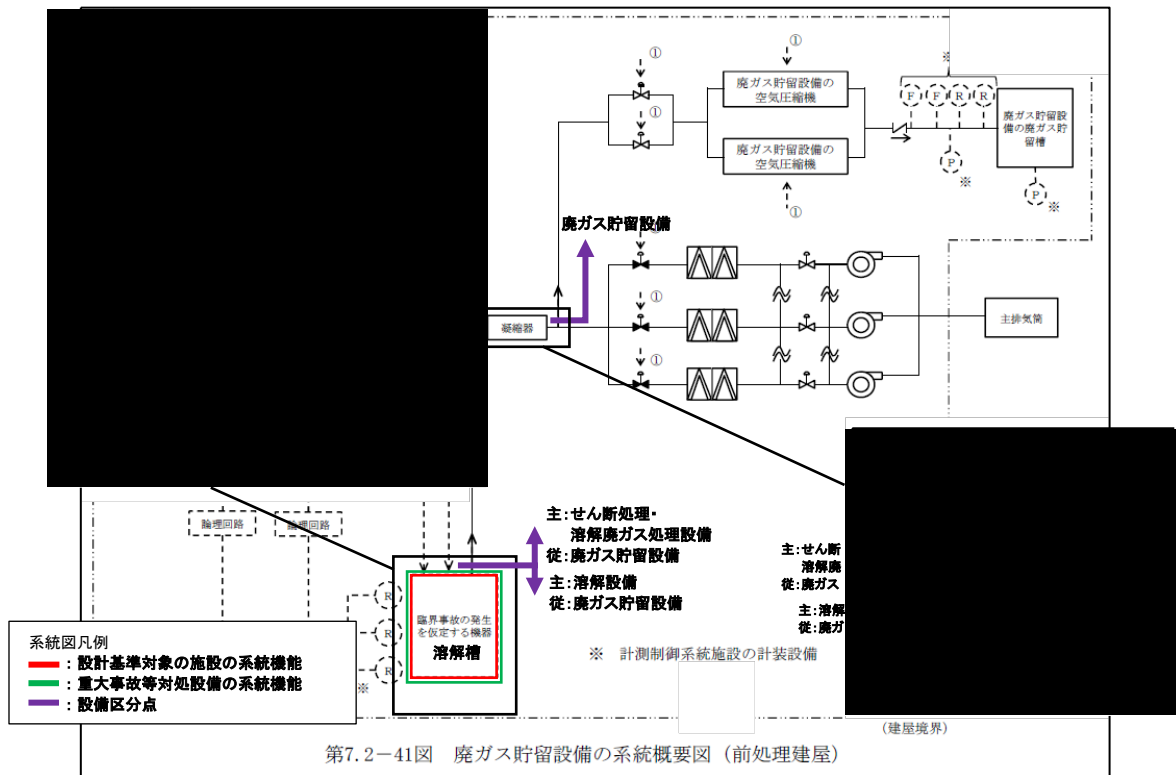 ①
①
①
廃ガス貯留設備の
空気圧縮機
廃ガス貯留設備の
空気圧縮機
①
※
F
F
R
R
廃ガス貯留設
備の廃ガス貯
留槽
P
※
P
※
廃ガス貯留設備
①
①
凝縮器
主排気筒
論理回路
論理回路
主:せん断処理・
溶解廃ガス処理設備
従:廃ガス貯留設備
主:溶解設備
従:廃ガス貯留設備
主:せん断
溶解廃
従:廃ガス
主:溶解
従:廃ガ
R
R
R
※
臨界事故の発生
を仮定する機器
溶解槽
※ 計測制御系統施設の計装設備
系統図凡例
:設計基準対象の施設の系統機能
:重大事故等対処設備の系統機能
:設備区分点
(建屋境界)
第7.2-41図 廃ガス貯留設備の系統概要図(前処理建屋)